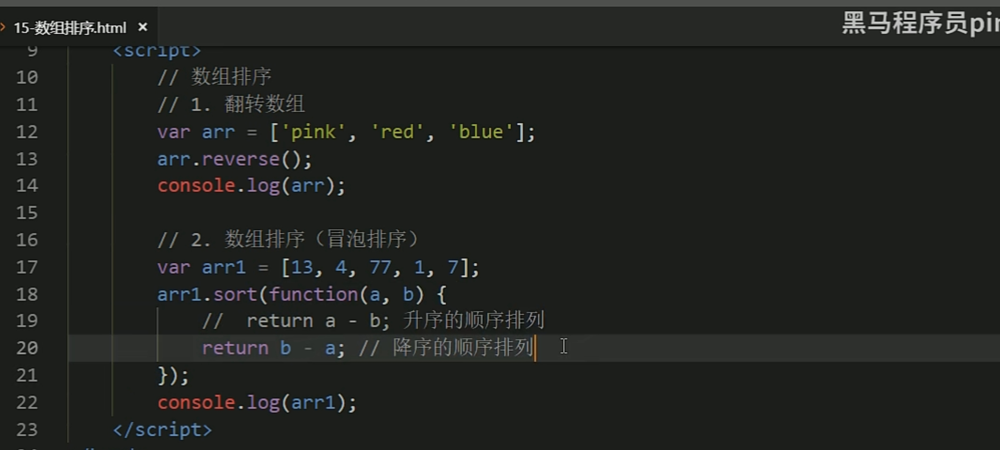 15-数组排序.html ×
黑马程序员pin
9 <script>
10 // 数组排序
11 // 1. 翻转数组
12 var arr = ['pink', 'red', 'blue'];
13 arr.reverse();
14 console.log(arr);
15
16 // 2. 数组排序（冒泡排序）
17 var arr1 = [13, 4, 77, 1, 7];
18 arr1.sort(function(a, b) {
19 //  return a - b; 升序的顺序排列
20 return b - a; // 降序的顺序排列
21 });
22 console.log(arr1);
23 </script>